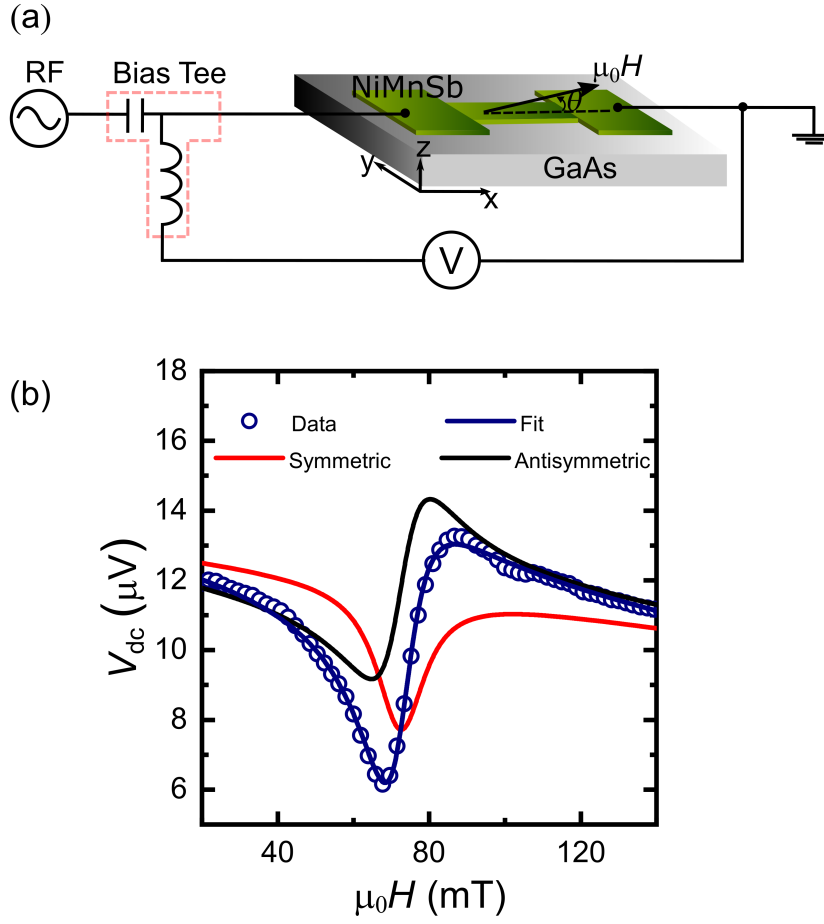 (a)
RF
Bias Tee
NiMnSb
μ₀H
θ
z
y
x
GaAs
V
(b)
18
16
14
12
10
8
6
Data
Fit
Symmetric
Antisymmetric
V_dc (μV)
40
80
120
μ₀H (mT)